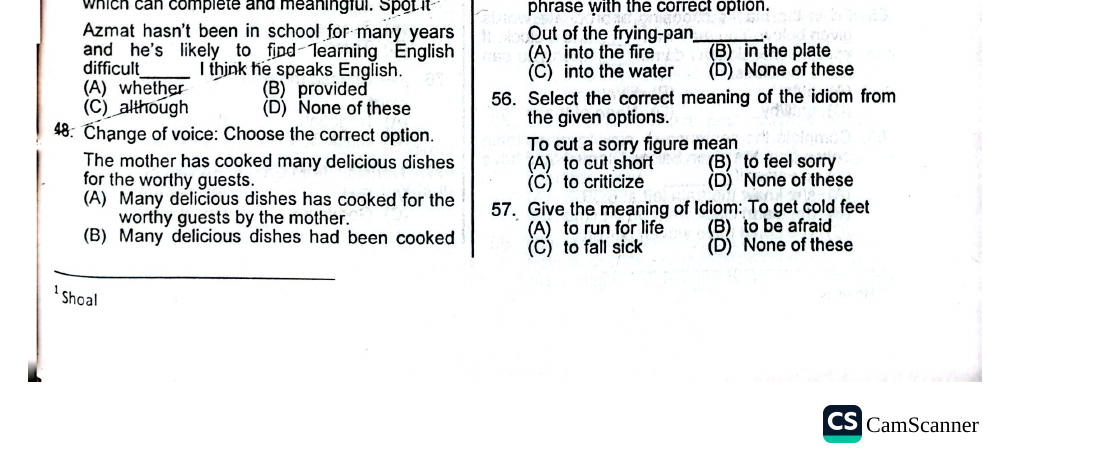 which can complete and meaningful. Spot it
Azmat hasn't been in school for many years
and he's likely to find learning English
difficult_____ I think he speaks English.
(A) whether (B) provided
(C) although (D) None of these
48. Change of voice: Choose the correct option.
The mother has cooked many delicious dishes
for the worthy guests.
(A) Many delicious dishes has cooked for the
worthy guests by the mother.
(B) Many delicious dishes had been cooked
1 Shoal
phrase with the correct option.
Out of the frying-pan_______.
(A) into the fire (B) in the plate
(C) into the water (D) None of these
56. Select the correct meaning of the idiom from
the given options.
To cut a sorry figure mean
(A) to cut short (B) to feel sorry
(C) to criticize (D) None of these
57. Give the meaning of Idiom: To get cold feet
(A) to run for life (B) to be afraid
(C) to fall sick (D) None of these
CS CamScanner